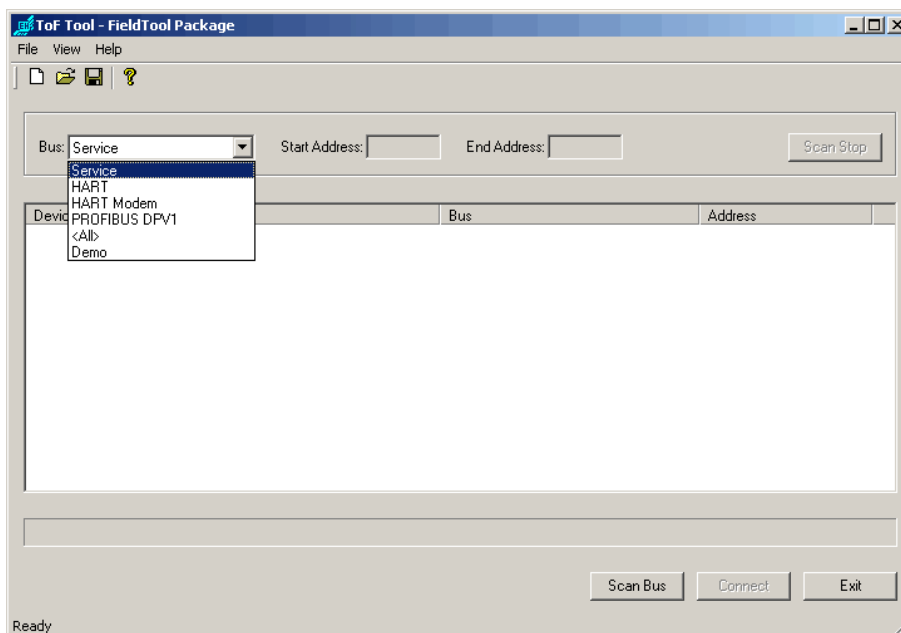 ToF Tool - FieldTool Package
File View Help
Bus: Service Start Address: End Address: Scan Stop
Service
HART
HART Modem
PROFIBUS DPV1
<All>
Demo
Devic Bus Address
Scan Bus Connect Exit
Ready